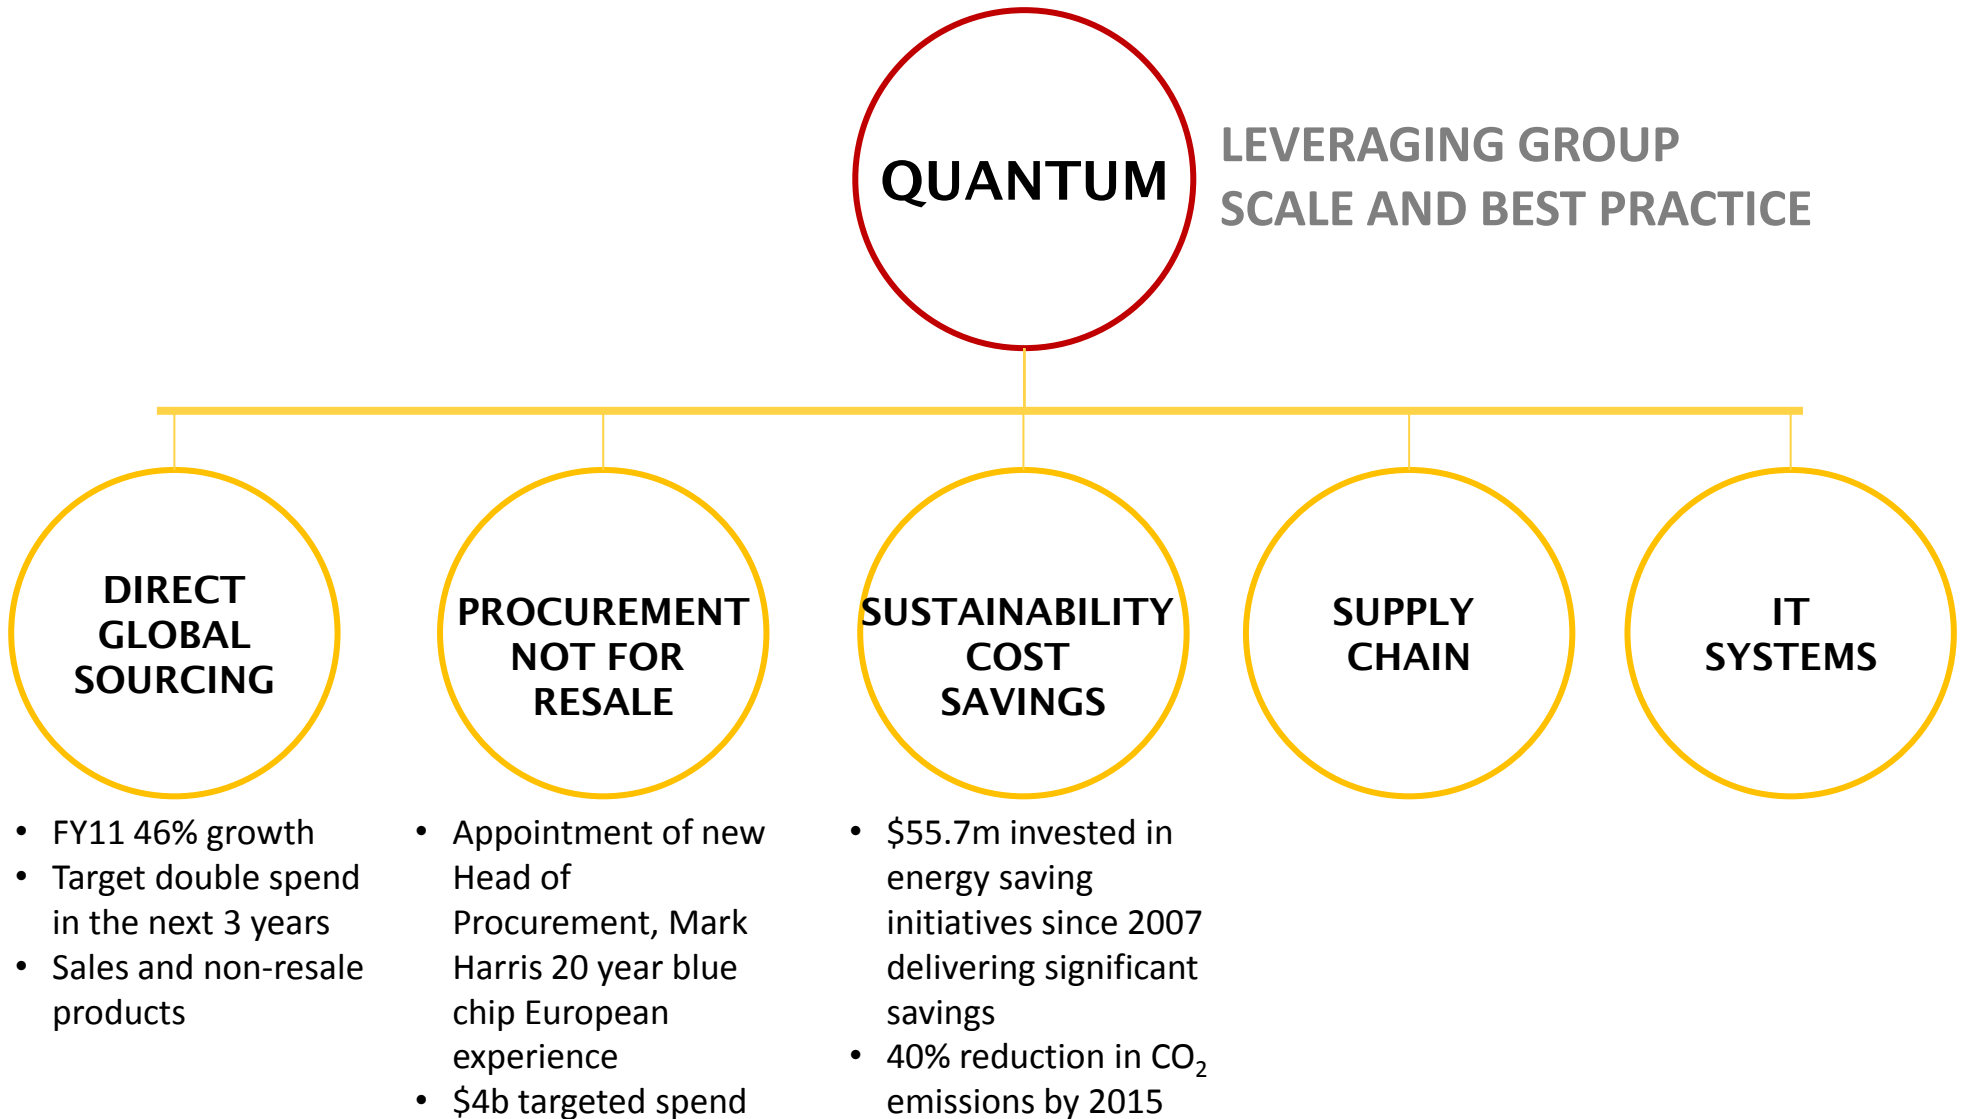 QUANTUM
LEVERAGING GROUP
SCALE AND BEST PRACTICE
DIRECT
GLOBAL
SOURCING
PROCUREMENT
NOT FOR
RESALE
SUSTAINABILITY
COST
SAVINGS
SUPPLY
CHAIN
IT
SYSTEMS
• FY11 46% growth
• Target double spend
in the next 3 years
• Sales and non-resale
products
• Appointment of new
Head of
Procurement, Mark
Harris 20 year blue
chip European
experience
• $4b targeted spend
• $55.7m invested in
energy saving
initiatives since 2007
delivering significant
savings
• 40% reduction in CO₂
emissions by 2015